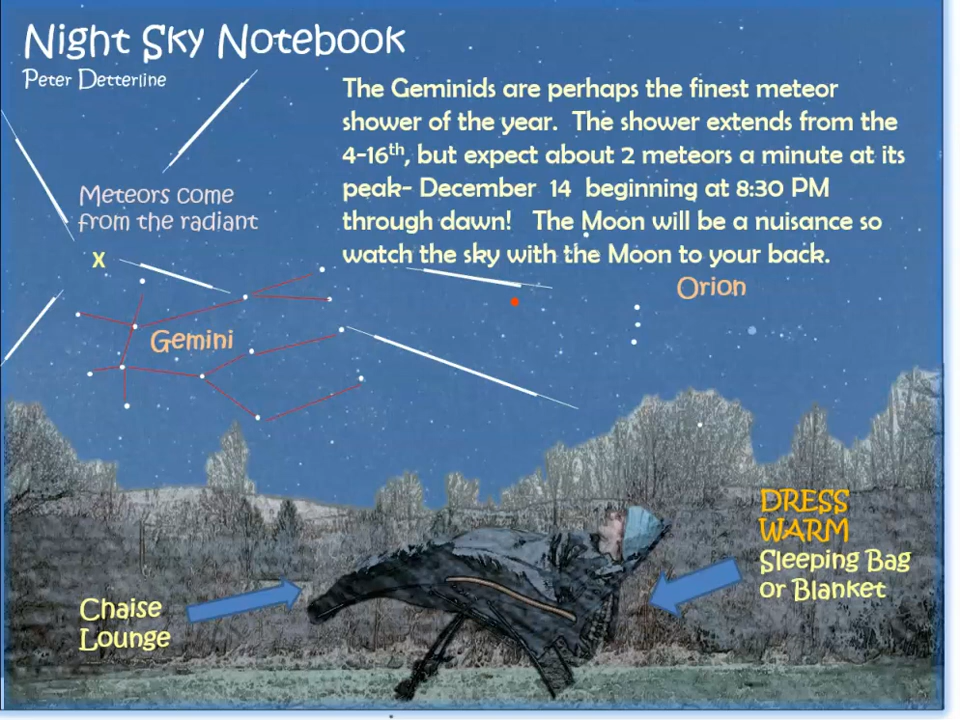 Night Sky Notebook
Peter Detterline
The Geminids are perhaps the finest meteor
shower of the year.  The shower extends from the
4-16th, but expect about 2 meteors a minute at its
peak- December  14  beginning at 8:30 PM
through dawn!   The Moon will be a nuisance so
watch the sky with the Moon to your back.
Meteors come
from the radiant
X
Orion
Gemini
DRESS
WARM
Sleeping Bag
or Blanket
Chaise
Lounge